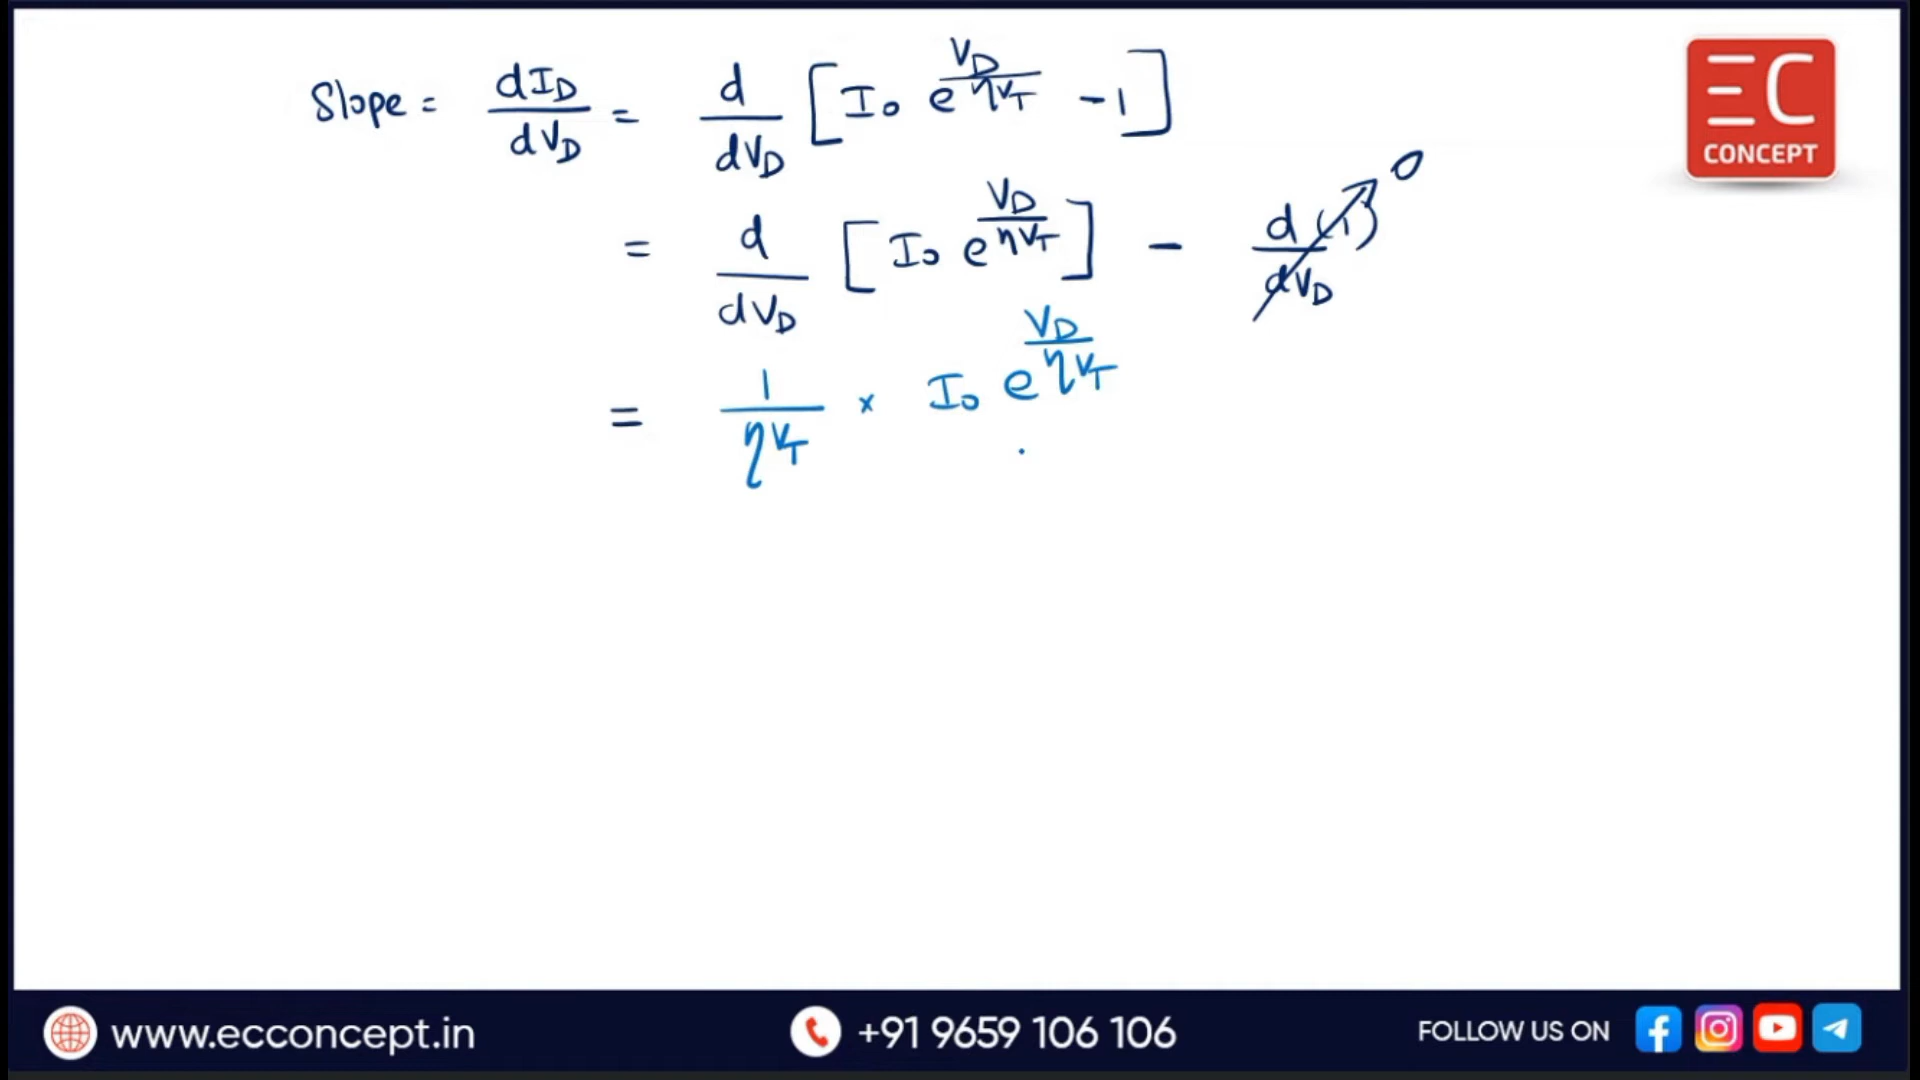 Slope = dI_D/dV_D = d/dV_D [I₀ e^(V_D/ηV_T) -1]
= d/dV_D [I₀ e^(V_D/ηV_T)] - d(1)/dV_D 0
= 1/ηV_T × I₀ e^(V_D/ηV_T)
EC
CONCEPT
www.ecconcept.in
+91 9659 106 106
FOLLOW US ON